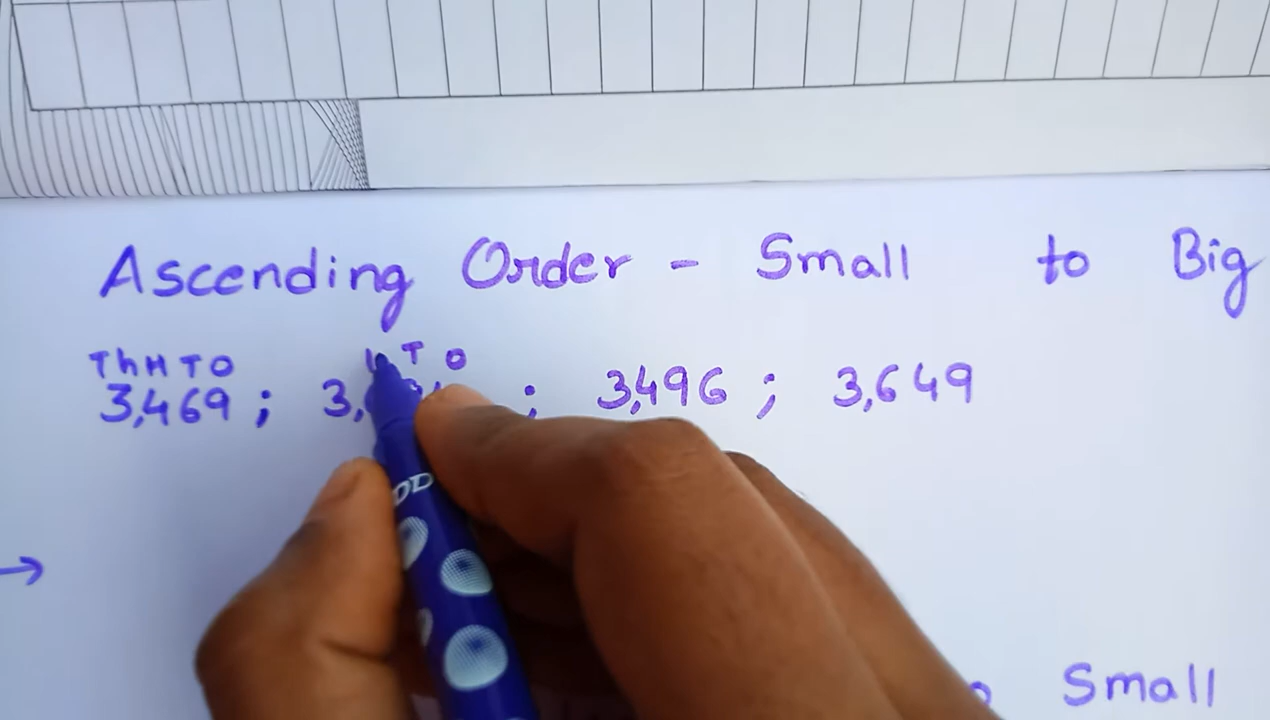 Ascending Order - Small to Big
Th H T O T O
3,469 ; 3, ; 3,496 ; 3,649
→
Small